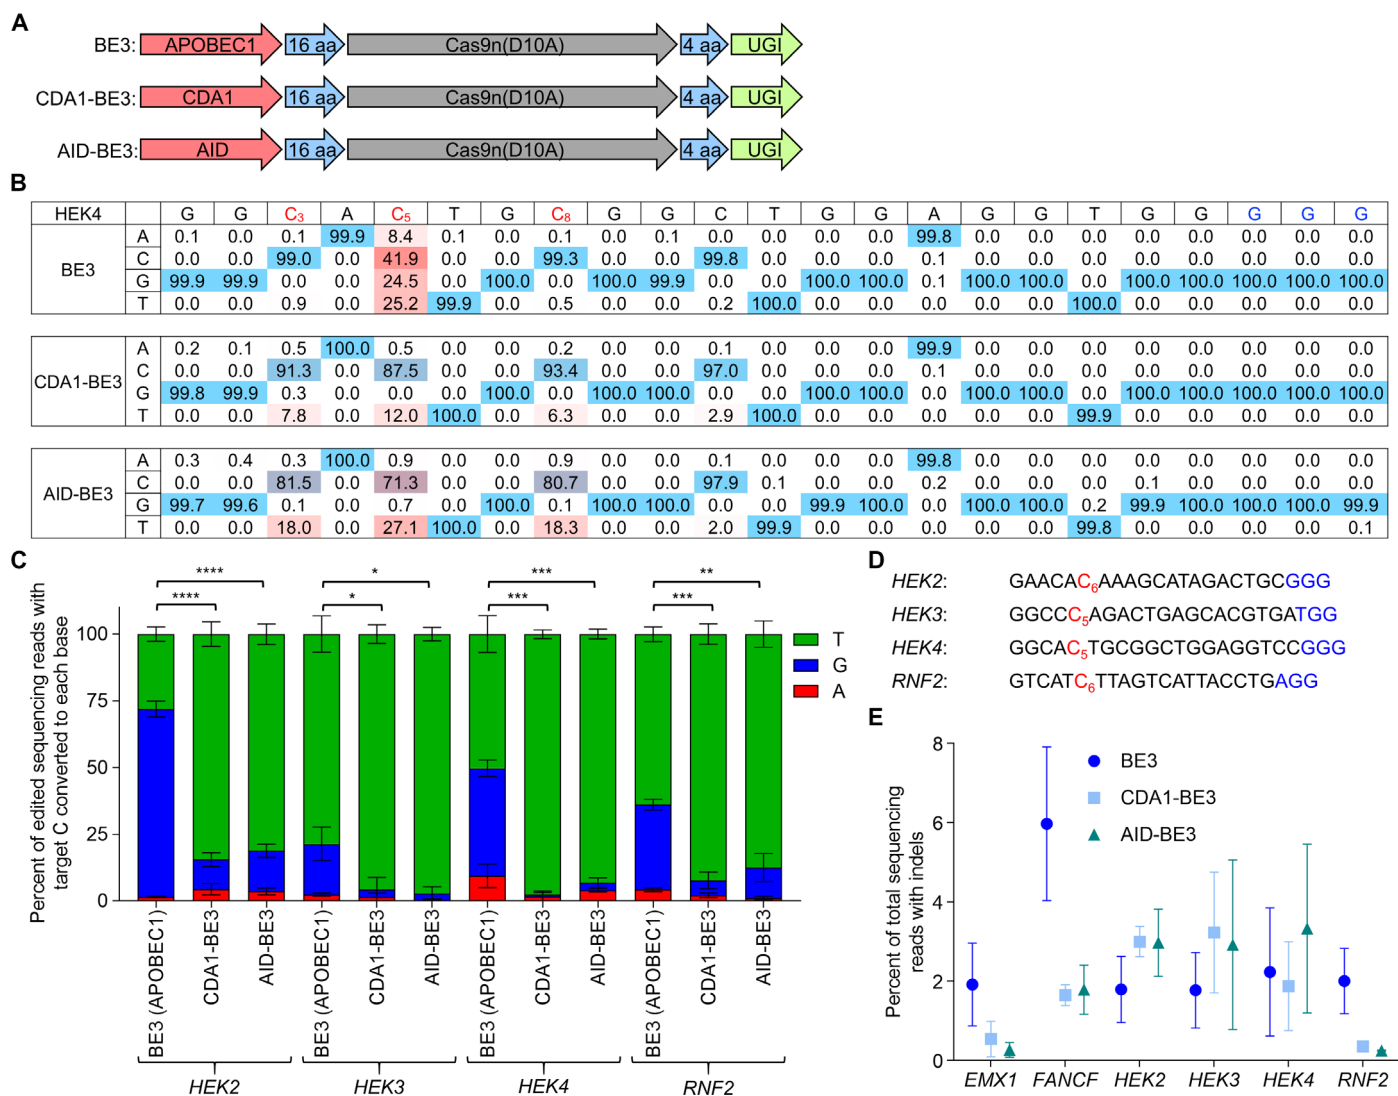 A
BE3: APOBEC1 16 aa Cas9n(D10A) 4 aa UGI
CDA1-BE3: CDA1 16 aa Cas9n(D10A) 4 aa UGI
AID-BE3: AID 16 aa Cas9n(D10A) 4 aa UGI
B
HEK4 G G C3 A C5 T G C8 G G C T G G A G G T G G G G G
A 0.1 0.0 0.1 99.9 8.4 0.1 0.0 0.1 0.0 0.1 0.0 0.0 0.0 0.0 99.8 0.0 0.0 0.0 0.0 0.0 0.0 0.0 0.0
BE3 C 0.0 0.0 99.0 0.0 41.9 0.0 0.0 99.3 0.0 0.0 99.8 0.0 0.0 0.0 0.1 0.0 0.0 0.0 0.0 0.0 0.0 0.0 0.0
G 99.9 99.9 0.0 0.0 24.5 0.0 100.0 0.0 100.0 99.9 0.0 0.0 100.0 100.0 0.1 100.0 100.0 0.0 100.0 100.0 100.0 100.0 100.0
T 0.0 0.0 0.9 0.0 25.2 99.9 0.0 0.5 0.0 0.0 0.2 100.0 0.0 0.0 0.0 0.0 0.0 100.0 0.0 0.0 0.0 0.0 0.0
A 0.2 0.1 0.5 100.0 0.5 0.0 0.0 0.2 0.0 0.0 0.1 0.0 0.0 0.0 99.9 0.0 0.0 0.0 0.0 0.0 0.0 0.0 0.0
CDA1-BE3 C 0.0 0.0 91.3 0.0 87.5 0.0 0.0 93.4 0.0 0.0 97.0 0.0 0.0 0.0 0.1 0.0 0.0 0.0 0.0 0.0 0.0 0.0 0.0
G 99.8 99.9 0.3 0.0 0.0 0.0 100.0 0.0 100.0 100.0 0.0 0.0 100.0 100.0 0.0 100.0 100.0 0.0 100.0 100.0 100.0 100.0 100.0
T 0.0 0.0 7.8 0.0 12.0 100.0 0.0 6.3 0.0 0.0 2.9 100.0 0.0 0.0 0.0 0.0 0.0 99.9 0.0 0.0 0.0 0.0 0.0
A 0.3 0.4 0.3 100.0 0.9 0.0 0.0 0.9 0.0 0.0 0.1 0.0 0.0 0.0 99.8 0.0 0.0 0.0 0.0 0.0 0.0 0.0 0.0
AID-BE3 C 0.0 0.0 81.5 0.0 71.3 0.0 0.0 80.7 0.0 0.0 97.9 0.1 0.0 0.0 0.2 0.0 0.0 0.0 0.1 0.0 0.0 0.0 0.0
G 99.7 99.6 0.1 0.0 0.7 0.0 100.0 0.1 100.0 100.0 0.0 0.0 99.9 100.0 0.0 100.0 100.0 0.2 99.9 100.0 100.0 100.0 99.9
T 0.0 0.0 18.0 0.0 27.1 100.0 0.0 18.3 0.0 0.0 2.0 99.9 0.0 0.0 0.0 0.0 0.0 99.8 0.0 0.0 0.0 0.0 0.1
C
Percent of edited sequencing reads with
target C converted to each base
100
75
50
25
0
**** **** * * *** *** ** ***
T
G
A
BE3 (APOBEC1)
CDA1-BE3
AID-BE3
BE3 (APOBEC1)
CDA1-BE3
AID-BE3
BE3 (APOBEC1)
CDA1-BE3
AID-BE3
BE3 (APOBEC1)
CDA1-BE3
AID-BE3
HEK2 HEK3 HEK4 RNF2
D
HEK2: GAACAC6AAAGCATAGACTGCGGG
HEK3: GGCCC5AGACTGAGCACGTGATGG
HEK4: GGCAC5TGCGGCTGGAGGTCCGGG
RNF2: GTCATC6TTAGTCATTACCTGAGG
E
Percent of total sequencing
reads with indels
8
6
4
2
0
BE3
CDA1-BE3
AID-BE3
EMX1 FANCF HEK2 HEK3 HEK4 RNF2